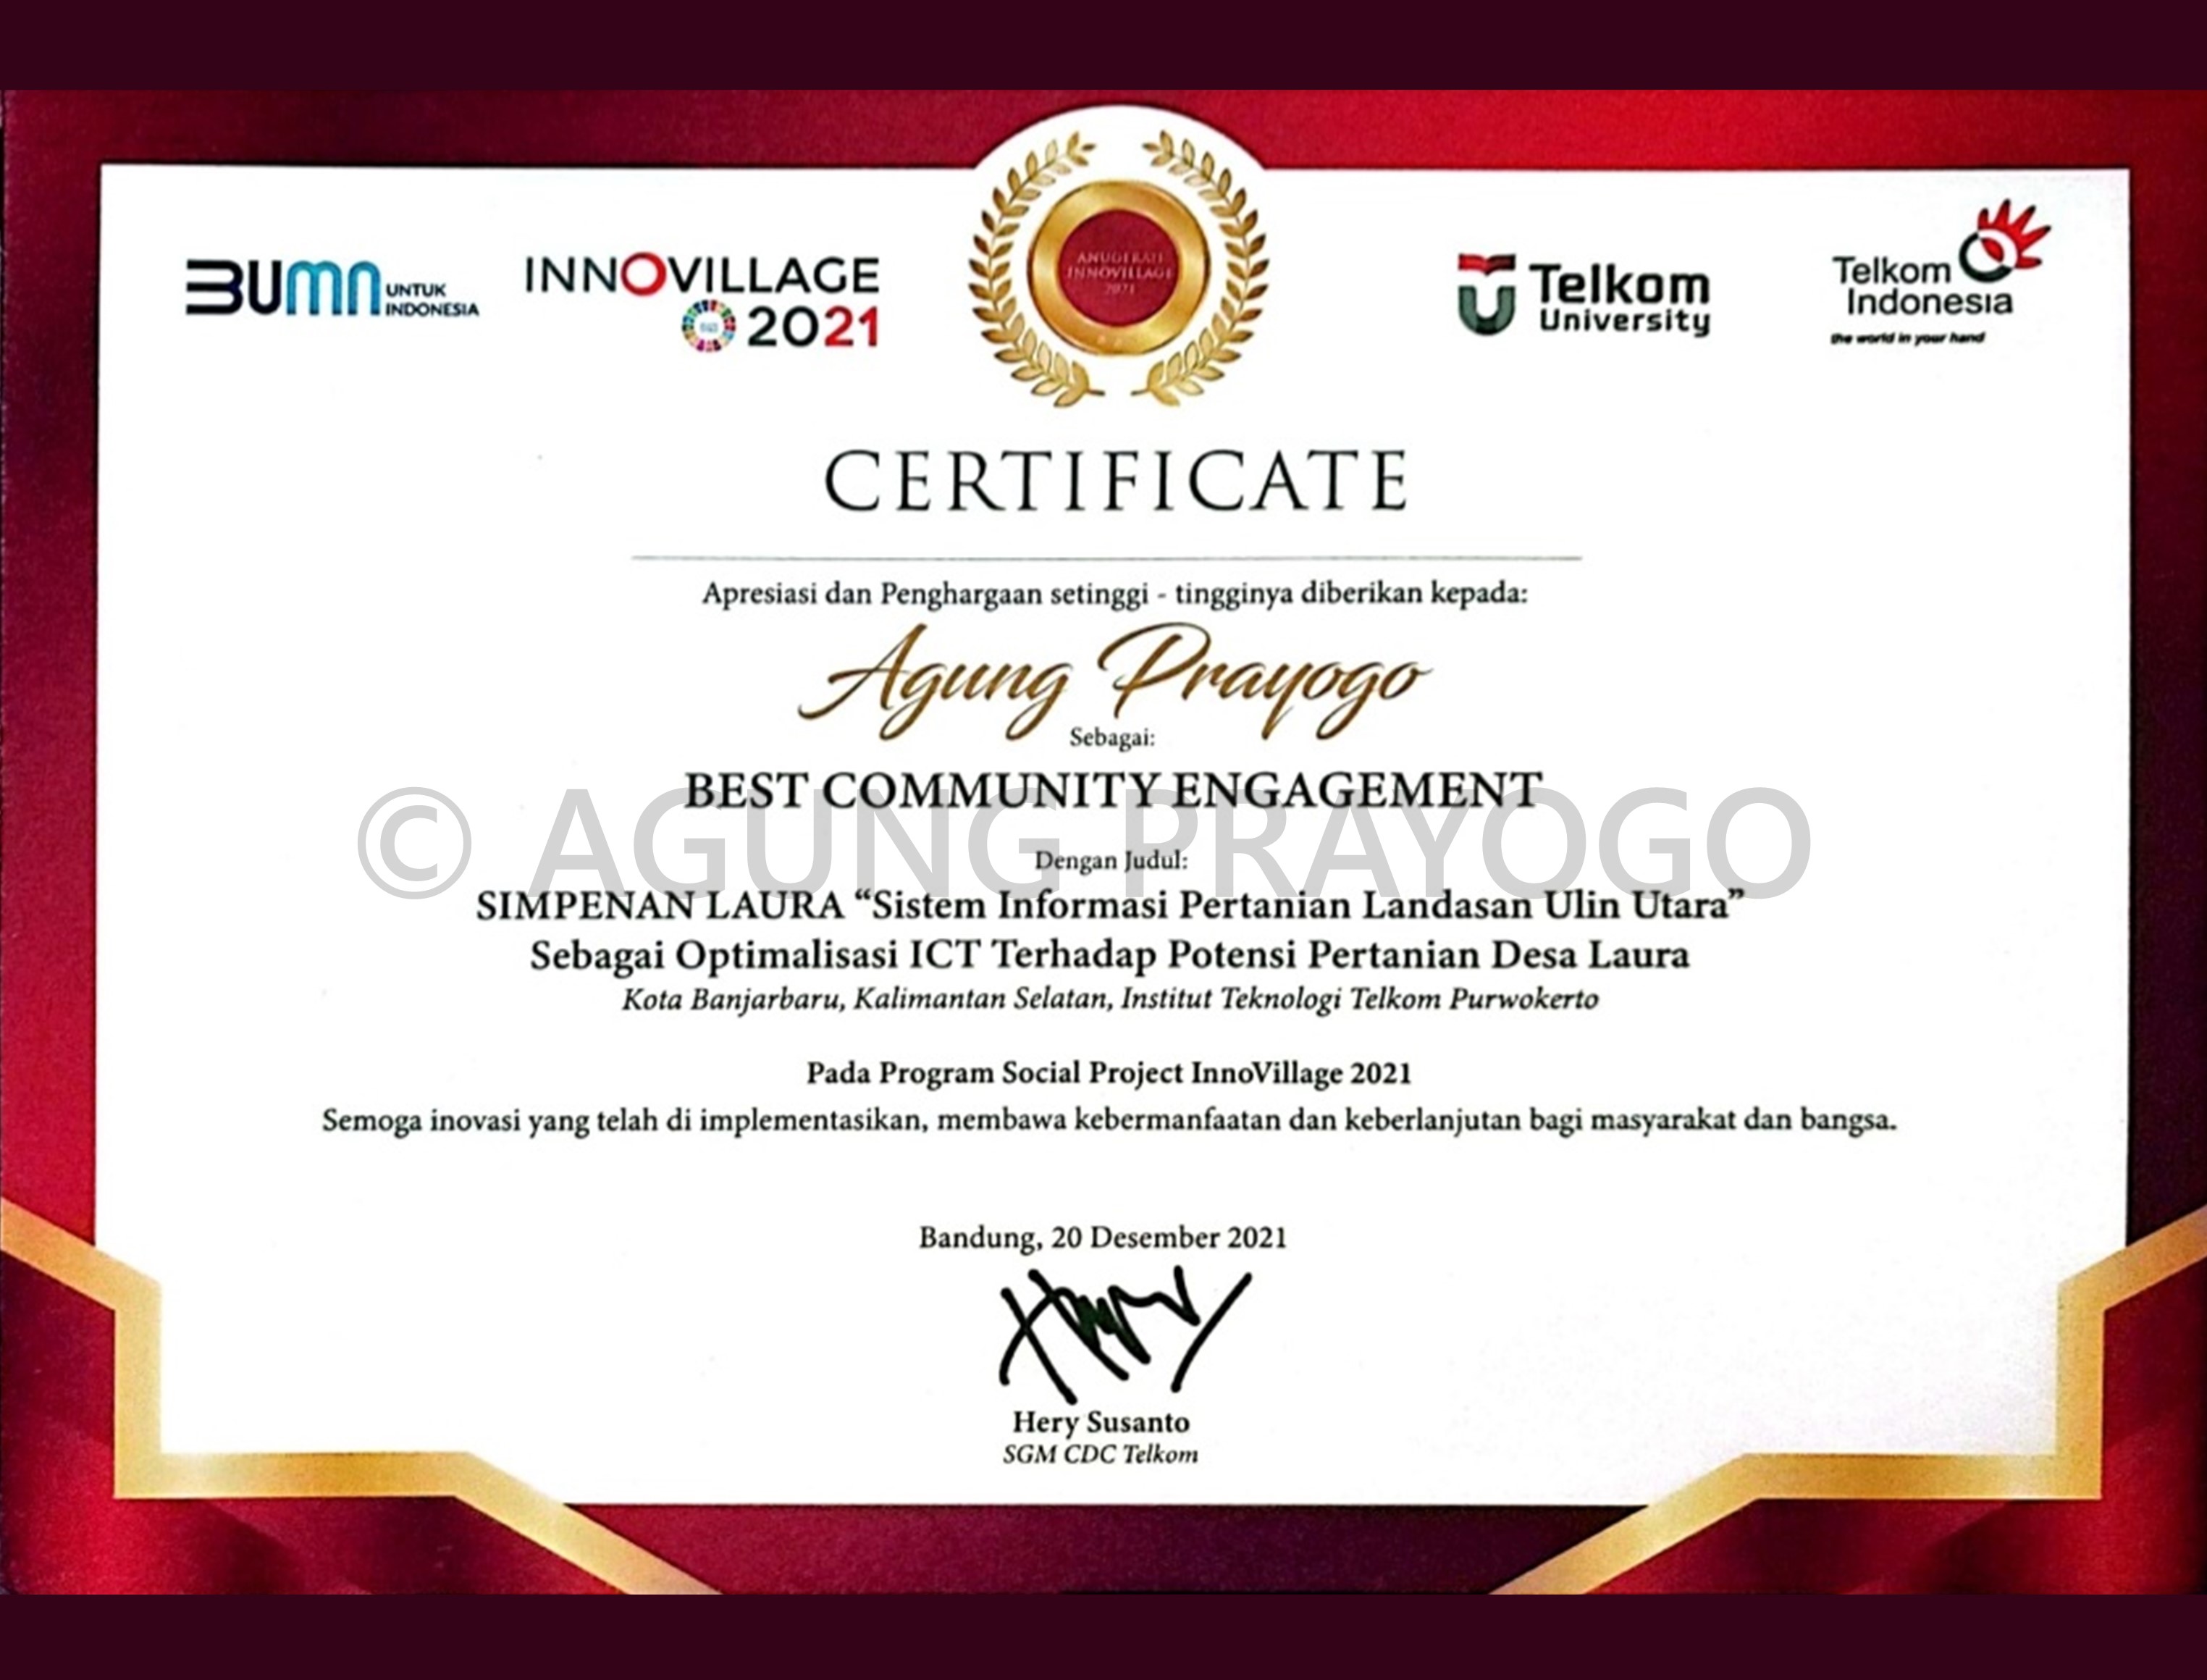 BUMN UNTUK INDONESIA
INNOVILLAGE
2021
ANUGERAH
INNOVILLAGE
2021
Telkom
University
Telkom
Indonesia
the world in your hand
CERTIFICATE
Apresiasi dan Penghargaan setinggi - tingginya diberikan kepada:
Agung Prayogo
Sebagai:
BEST COMMUNITY ENGAGEMENT
© AGUNG PRAYOGO
Dengan Judul:
SIMPENAN LAURA “Sistem Informasi Pertanian Landasan Ulin Utara”
Sebagai Optimalisasi ICT Terhadap Potensi Pertanian Desa Laura
Kota Banjarbaru, Kalimantan Selatan, Institut Teknologi Telkom Purwokerto
Pada Program Social Project InnoVillage 2021
Semoga inovasi yang telah di implementasikan, membawa kebermanfaatan dan keberlanjutan bagi masyarakat dan bangsa.
Bandung, 20 Desember 2021
Hery Susanto
SGM CDC Telkom